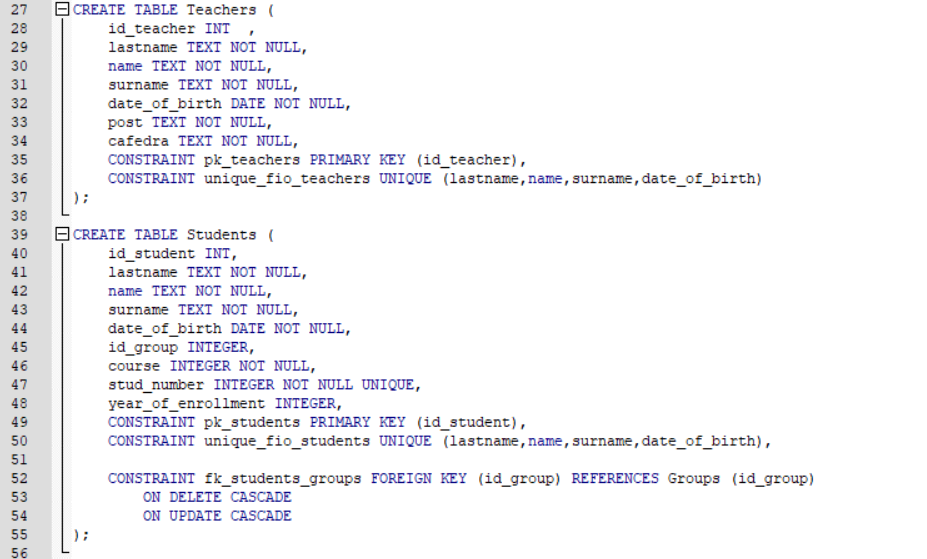 27 CREATE TABLE Teachers (
28     id_teacher INT  ,
29     lastname TEXT NOT NULL,
30     name TEXT NOT NULL,
31     surname TEXT NOT NULL,
32     date_of_birth DATE NOT NULL,
33     post TEXT NOT NULL,
34     cafedra TEXT NOT NULL,
35     CONSTRAINT pk_teachers PRIMARY KEY (id_teacher),
36     CONSTRAINT unique_fio_teachers UNIQUE (lastname,name,surname,date_of_birth)
37 );
38
39 CREATE TABLE Students (
40     id_student INT,
41     lastname TEXT NOT NULL,
42     name TEXT NOT NULL,
43     surname TEXT NOT NULL,
44     date_of_birth DATE NOT NULL,
45     id_group INTEGER,
46     course INTEGER NOT NULL,
47     stud_number INTEGER NOT NULL UNIQUE,
48     year_of_enrollment INTEGER,
49     CONSTRAINT pk_students PRIMARY KEY (id_student),
50     CONSTRAINT unique_fio_students UNIQUE (lastname,name,surname,date_of_birth),
51
52     CONSTRAINT fk_students_groups FOREIGN KEY (id_group) REFERENCES Groups (id_group)
53         ON DELETE CASCADE
54         ON UPDATE CASCADE
55 );
56